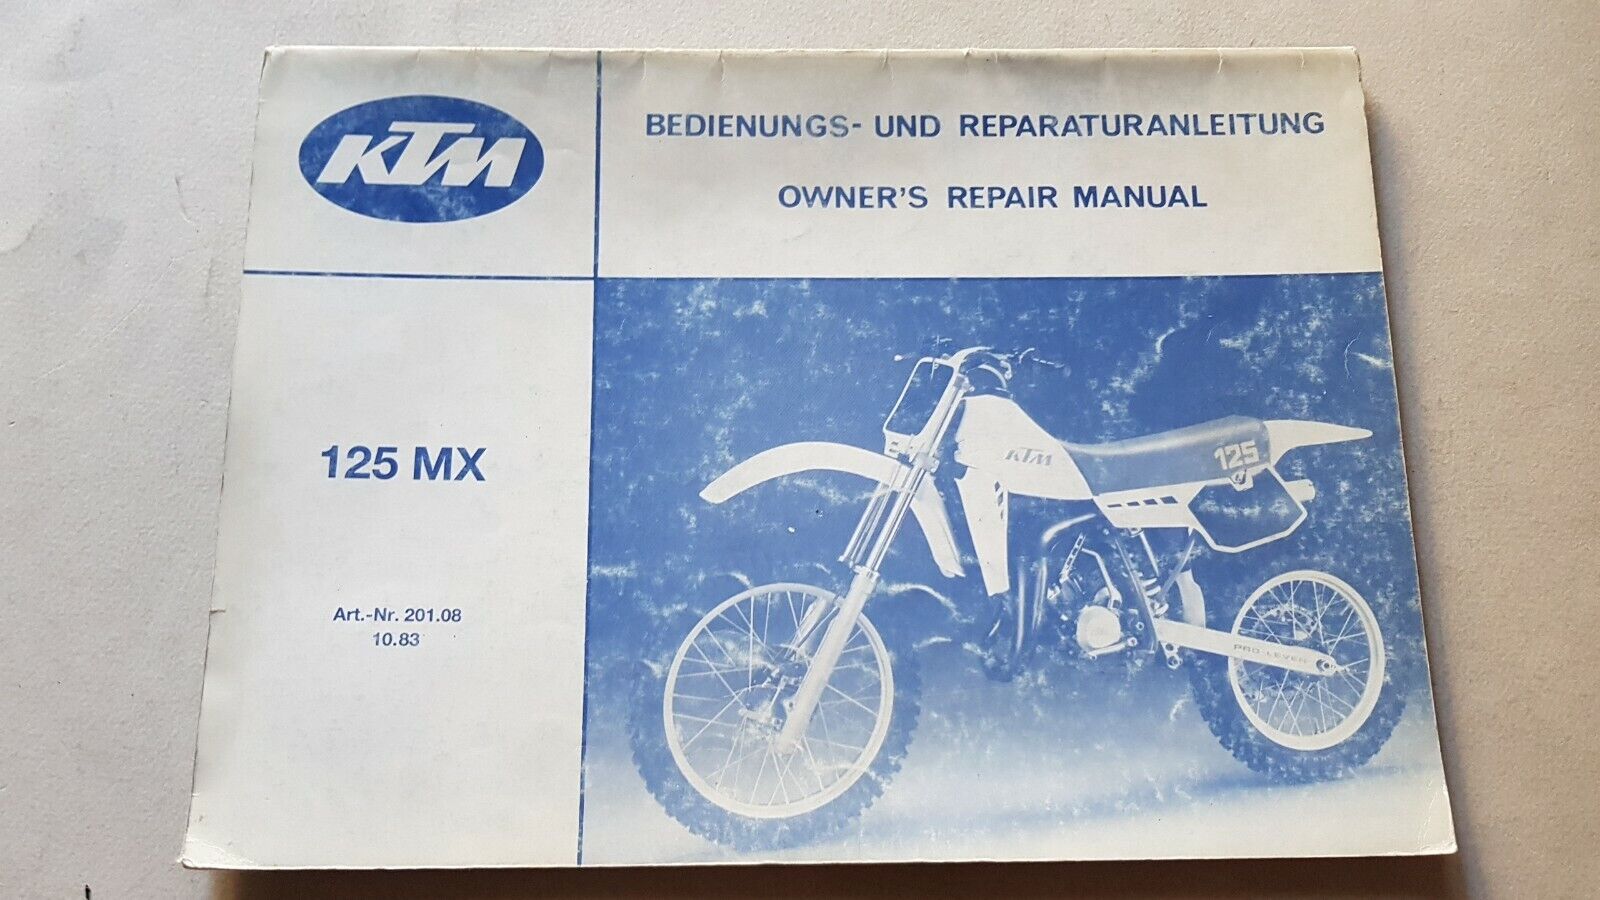 KTM
BEDIENUNGS- UND REPARATURANLEITUNG
OWNER'S REPAIR MANUAL
125 MX
Art.-Nr. 201.08
10.83
KTM
125
PRO-LEVER